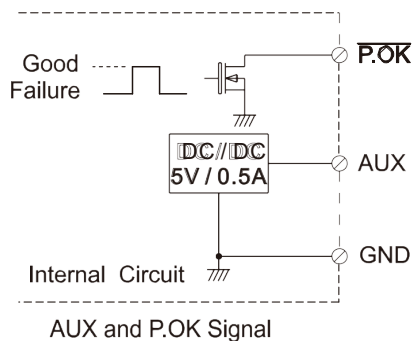 Good
Failure
P.OK
DC//DC
5V / 0.5A
AUX
GND
Internal Circuit
AUX and P.OK Signal